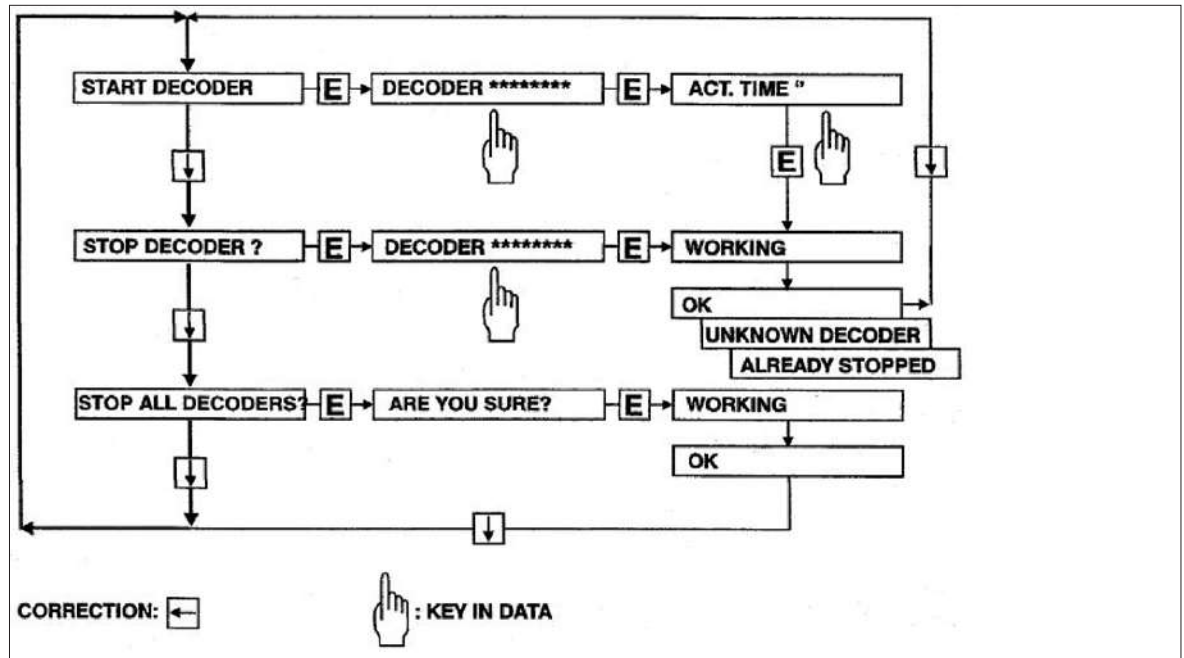 START DECODER E DECODER ******** E ACT. TIME "
E
STOP DECODER ? E DECODER ******** E WORKING
OK
UNKNOWN DECODER
ALREADY STOPPED
STOP ALL DECODERS? E ARE YOU SURE? E WORKING
OK
CORRECTION: ← : KEY IN DATA